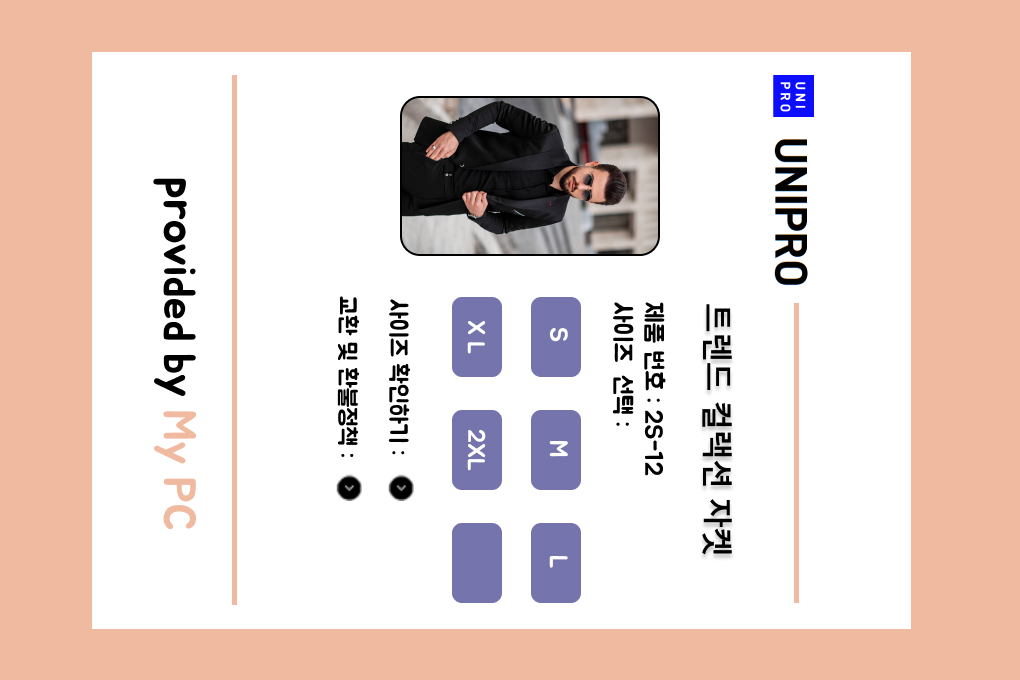 UNI
PRO
UNIPRO
트렌드 컬랙션 자켓
제품 번호 : 2S-12
사이즈 선택 :
S M L
XL 2XL
사이즈 확인하기 :
교환 및 환불정책 :
provided by My PC